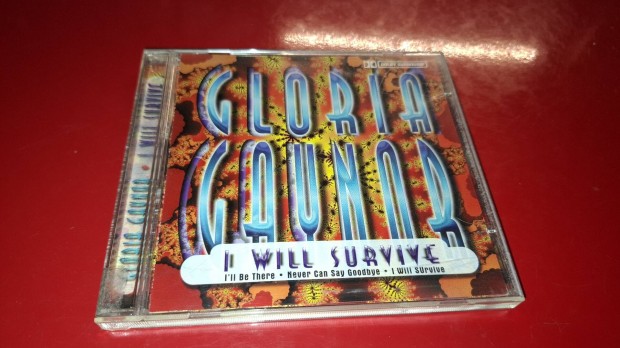 GLORIA
GAYNOR
I WILL SURVIVE
I'll Be There • Never Can Say Goodbye • I Will Survive
GLORIA GAYNOR • I WILL SURVIVE